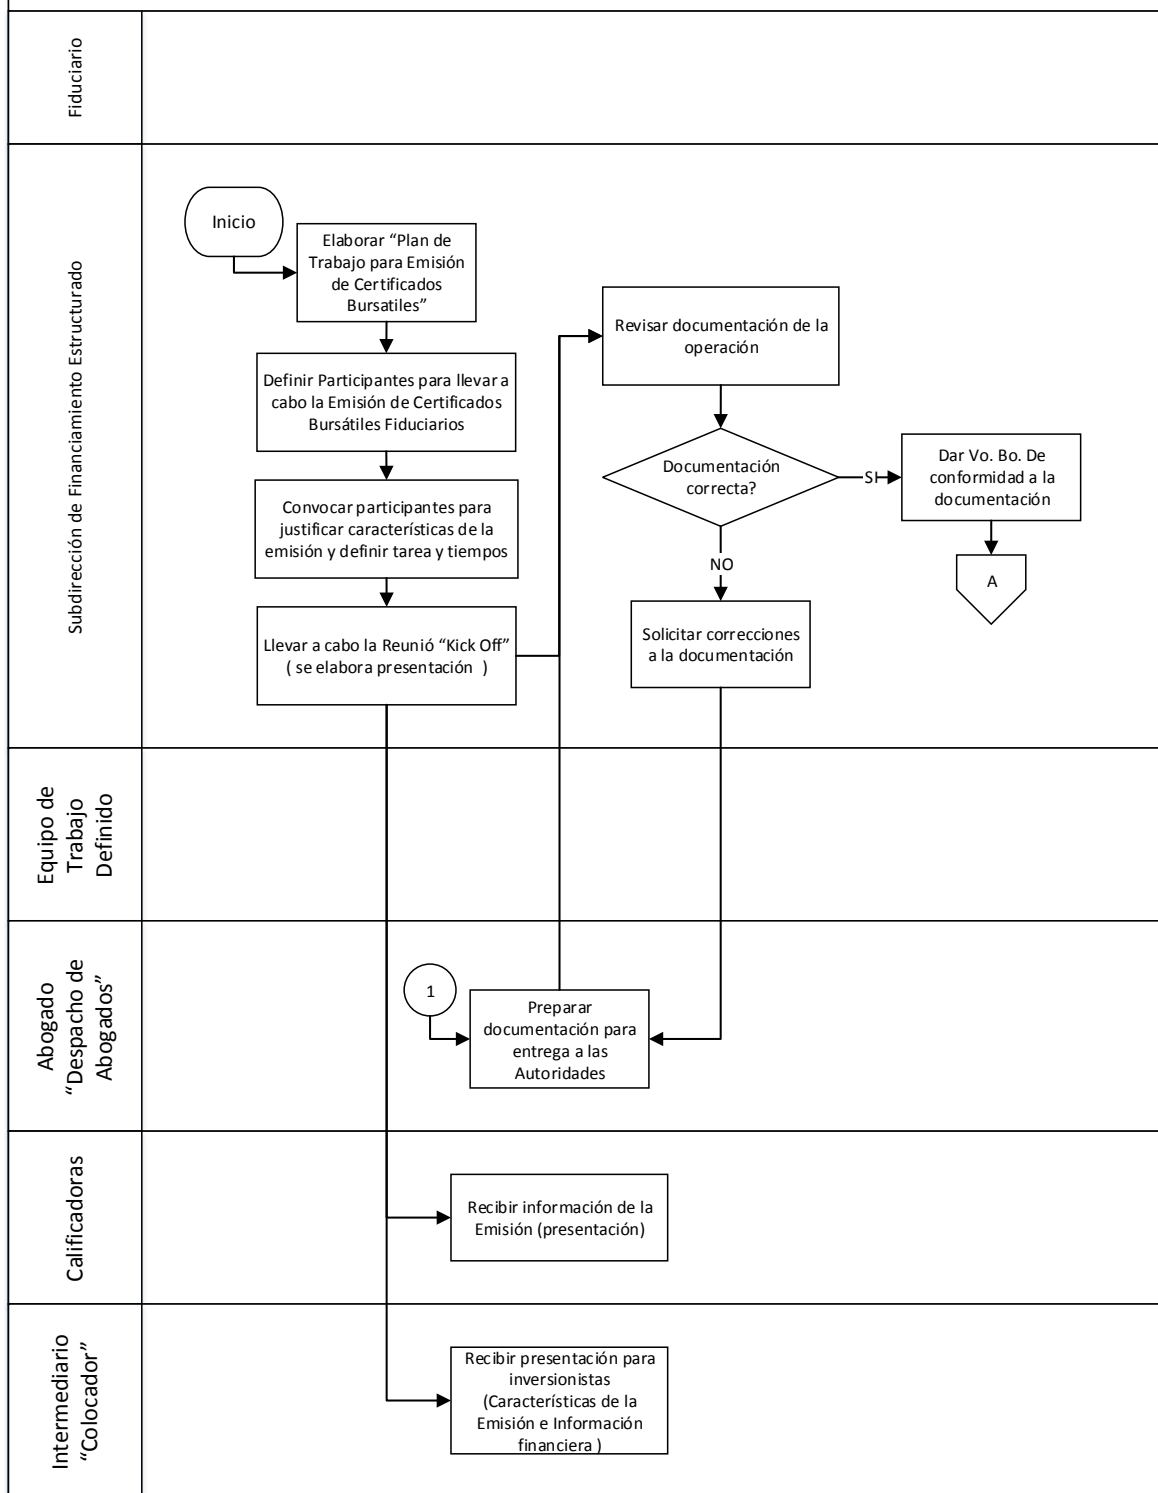 Fiduciario
Subdirección de Financiamiento Estructurado
Inicio
Elaborar “Plan de
Trabajo para Emisión
de Certificados
Bursatiles”
Definir Participantes para llevar a
cabo la Emisión de Certificados
Bursátiles Fiduciarios
Convocar participantes para
justificar características de la
emisión y definir tarea y tiempos
Llevar a cabo la Reunió “Kick Off”
( se elabora presentación )
Revisar documentación de la
operación
Documentación
correcta?
SI
Dar Vo. Bo. De
conformidad a la
documentación
A
NO
Solicitar correcciones
a la documentación
Equipo de
Trabajo
Definido
Abogado
“Despacho de
Abogados”
1
Preparar
documentación para
entrega a las
Autoridades
Calificadoras
Recibir información de la
Emisión (presentación)
Intermediario
“Colocador”
Recibir presentación para
inversionistas
(Características de la
Emisión e Información
financiera )